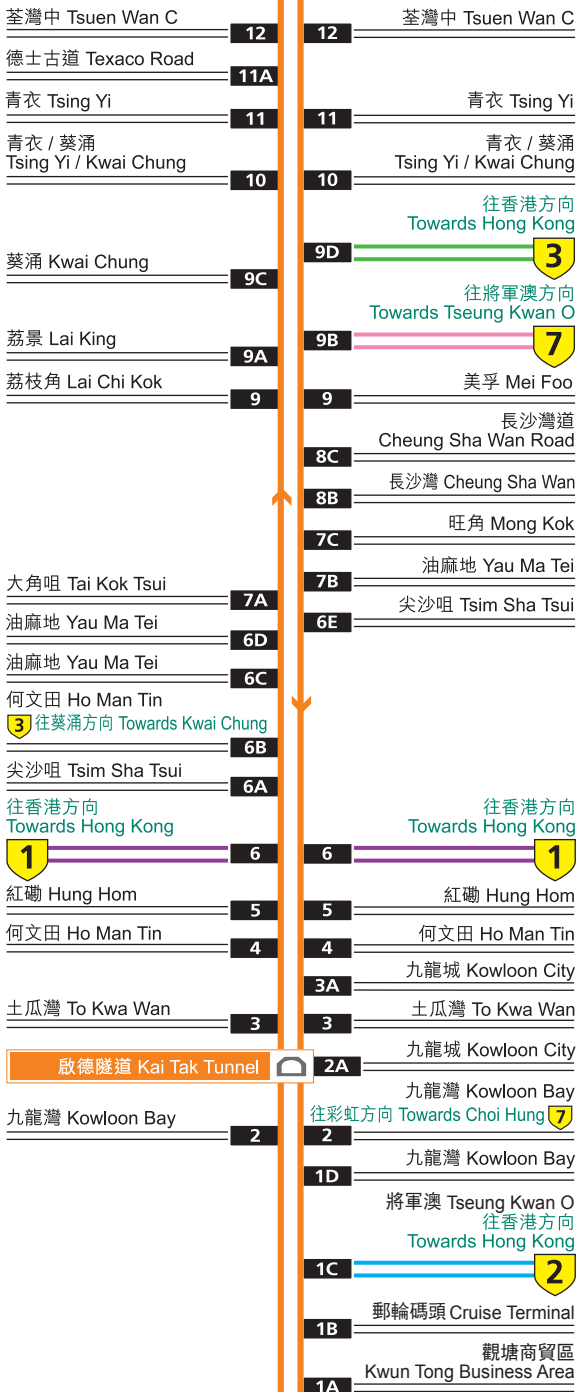 荃灣中 Tsuen Wan C
12
12
荃灣中 Tsuen Wan C
德士古道 Texaco Road
11A
青衣 Tsing Yi
11
11
青衣 Tsing Yi
青衣 / 葵涌
Tsing Yi / Kwai Chung
10
10
青衣 / 葵涌
Tsing Yi / Kwai Chung
往香港方向
Towards Hong Kong
9D
3
葵涌 Kwai Chung
9C
往將軍澳方向
Towards Tseung Kwan O
9B
7
荔景 Lai King
9A
荔枝角 Lai Chi Kok
9
9
美孚 Mei Foo
長沙灣道
Cheung Sha Wan Road
8C
長沙灣 Cheung Sha Wan
8B
旺角 Mong Kok
7C
油麻地 Yau Ma Tei
7B
大角咀 Tai Kok Tsui
7A
尖沙咀 Tsim Sha Tsui
6E
油麻地 Yau Ma Tei
6D
油麻地 Yau Ma Tei
6C
何文田 Ho Man Tin
3 往葵涌方向 Towards Kwai Chung
6B
尖沙咀 Tsim Sha Tsui
6A
往香港方向
Towards Hong Kong
1
6
6
往香港方向
Towards Hong Kong
1
紅磡 Hung Hom
5
5
紅磡 Hung Hom
何文田 Ho Man Tin
4
4
何文田 Ho Man Tin
九龍城 Kowloon City
3A
土瓜灣 To Kwa Wan
3
3
土瓜灣 To Kwa Wan
啟德隧道 Kai Tak Tunnel
2A
九龍城 Kowloon City
九龍灣 Kowloon Bay
2
九龍灣 Kowloon Bay
往彩虹方向 Towards Choi Hung 7
2
九龍灣 Kowloon Bay
1D
將軍澳 Tseung Kwan O
往香港方向
Towards Hong Kong
1C
2
郵輪碼頭 Cruise Terminal
1B
觀塘商貿區
Kwun Tong Business Area
1A